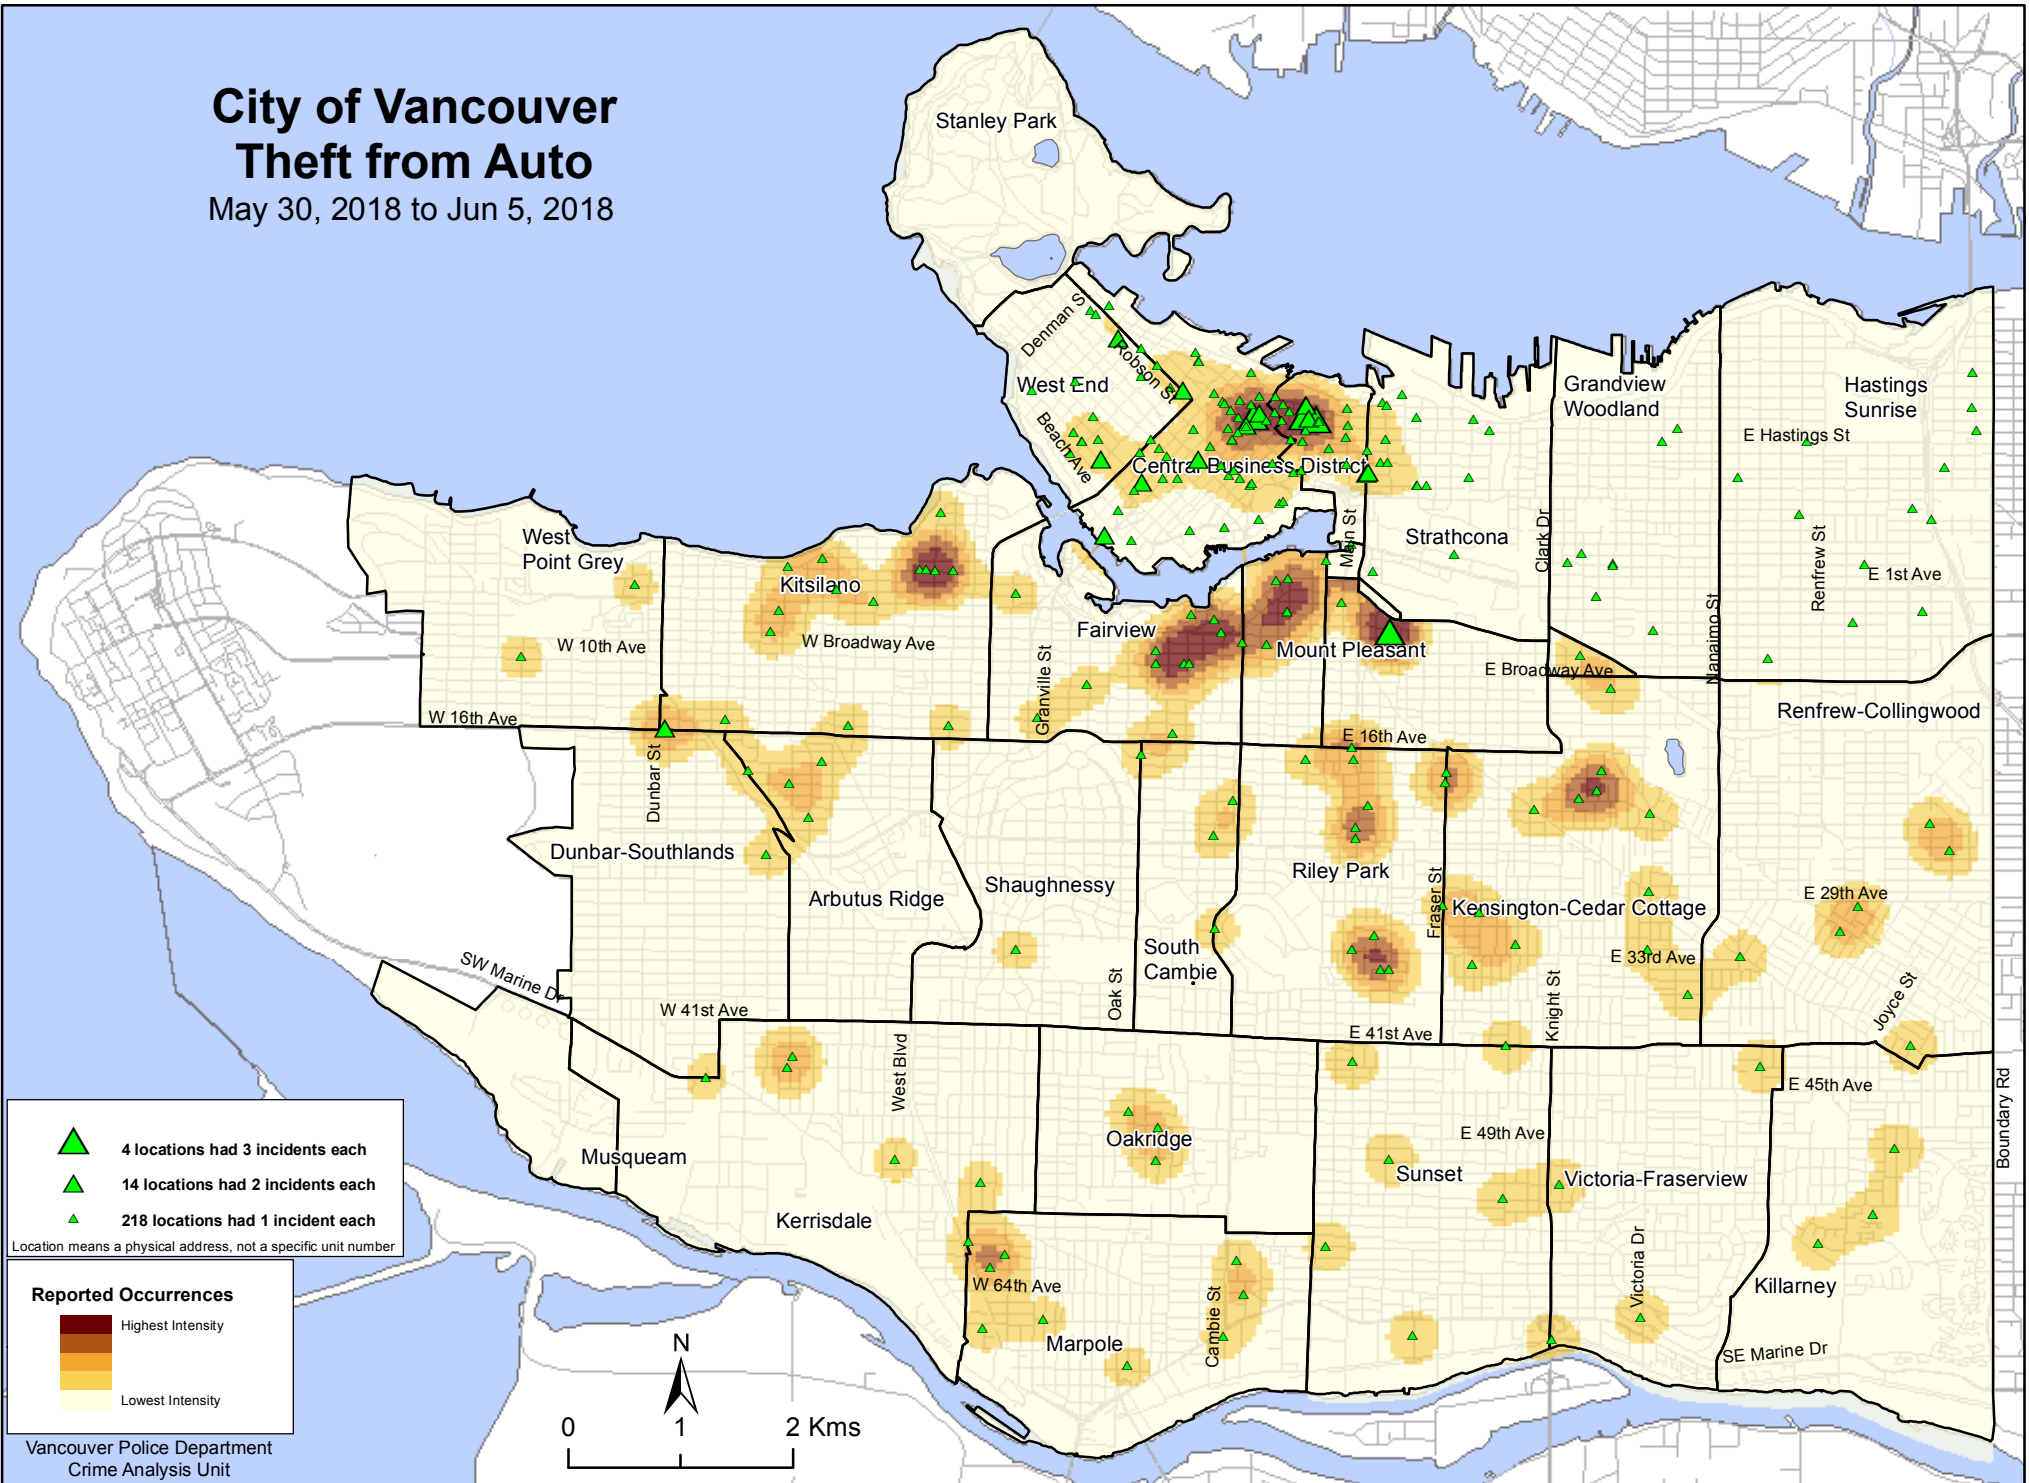 City of Vancouver
Theft from Auto
May 30, 2018 to Jun 5, 2018
Stanley Park
Denman S
Robson St
West End
Beach Ave
Central Business District
Grandview
Woodland
Hastings
Sunrise
E Hastings St
West
Point Grey
Kitsilano
Main St
Strathcona
Clark Dr
Renfrew St
E 1st Ave
Nanaimo St
W 10th Ave
W Broadway Ave
Fairview
Granville St
Mount Pleasant
E Broadway Ave
W 16th Ave
E 16th Ave
Renfrew-Collingwood
Dunbar St
Dunbar-Southlands
Arbutus Ridge
Shaughnessy
Riley Park
Fraser St
Kensington-Cedar Cottage
E 29th Ave
South
Cambie
E 33rd Ave
SW Marine Dr
W 41st Ave
Oak St
Knight St
Joyce St
E 41st Ave
West Blvd
E 45th Ave
Boundary Rd
Musqueam
Oakridge
E 49th Ave
Sunset
Victoria-Fraserview
Kerrisdale
W 64th Ave
Cambie St
Victoria Dr
Killarney
Marpole
SE Marine Dr
4 locations had 3 incidents each
14 locations had 2 incidents each
218 locations had 1 incident each
Location means a physical address, not a specific unit number
Reported Occurrences
Highest Intensity
Lowest Intensity
Vancouver Police Department
Crime Analysis Unit
N
0 1 2 Kms